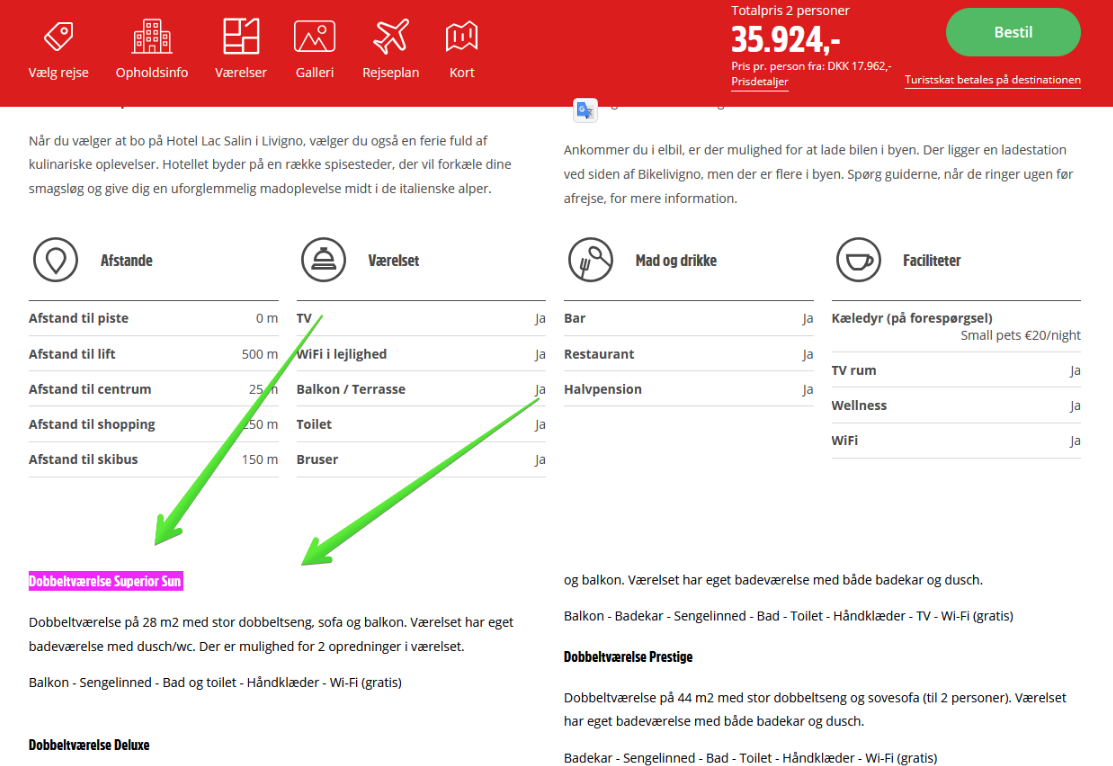 Vælg rejse
Opholdsinfo
Værelser
Galleri
Rejseplan
Kort
Totalpris 2 personer
35.924,-
Pris pr. person fra: DKK 17.962,-
Prisdetaljer
Bestil
Turistskat betales på destinationen
Når du vælger at bo på Hotel Lac Salin i Livigno, vælger du også en ferie fuld af
kulinariske oplevelser. Hotellet byder på en række spisesteder, der vil forkæle dine
smagsløg og give dig en uforglemmelig madoplevelse midt i de italienske alper.
Ankommer du i elbil, er der mulighed for at lade bilen i byen. Der ligger en ladestation
ved siden af Bikelivigno, men der er flere i byen. Spørg guiderne, når de ringer ugen før
afrejse, for mere information.
Afstande
Afstand til piste 0 m
Afstand til lift 500 m
Afstand til centrum 25 m
Afstand til shopping 250 m
Afstand til skibus 150 m
Værelset
TV Ja
WiFi i lejlighed Ja
Balkon / Terrasse Ja
Toilet Ja
Bruser Ja
Mad og drikke
Bar Ja
Restaurant Ja
Halvpension Ja
Faciliteter
Kæledyr (på forespørgsel)
Small pets €20/night
TV rum Ja
Wellness Ja
WiFi Ja
Dobbeltværelse Superior Sun
Dobbeltværelse på 28 m2 med stor dobbeltseng, sofa og balkon. Værelset har eget
badeværelse med dusch/wc. Der er mulighed for 2 opredninger i værelset.
Balkon - Sengelinned - Bad og toilet - Håndklæder - Wi-Fi (gratis)
Dobbeltværelse Deluxe
og balkon. Værelset har eget badeværelse med både badekar og dusch.
Balkon - Badekar - Sengelinned - Bad - Toilet - Håndklæder - TV - Wi-Fi (gratis)
Dobbeltværelse Prestige
Dobbeltværelse på 44 m2 med stor dobbeltseng og sovesofa (til 2 personer). Værelset
har eget badeværelse med både badekar og dusch.
Badekar - Sengelinned - Bad - Toilet - Håndklæder - Wi-Fi (gratis)